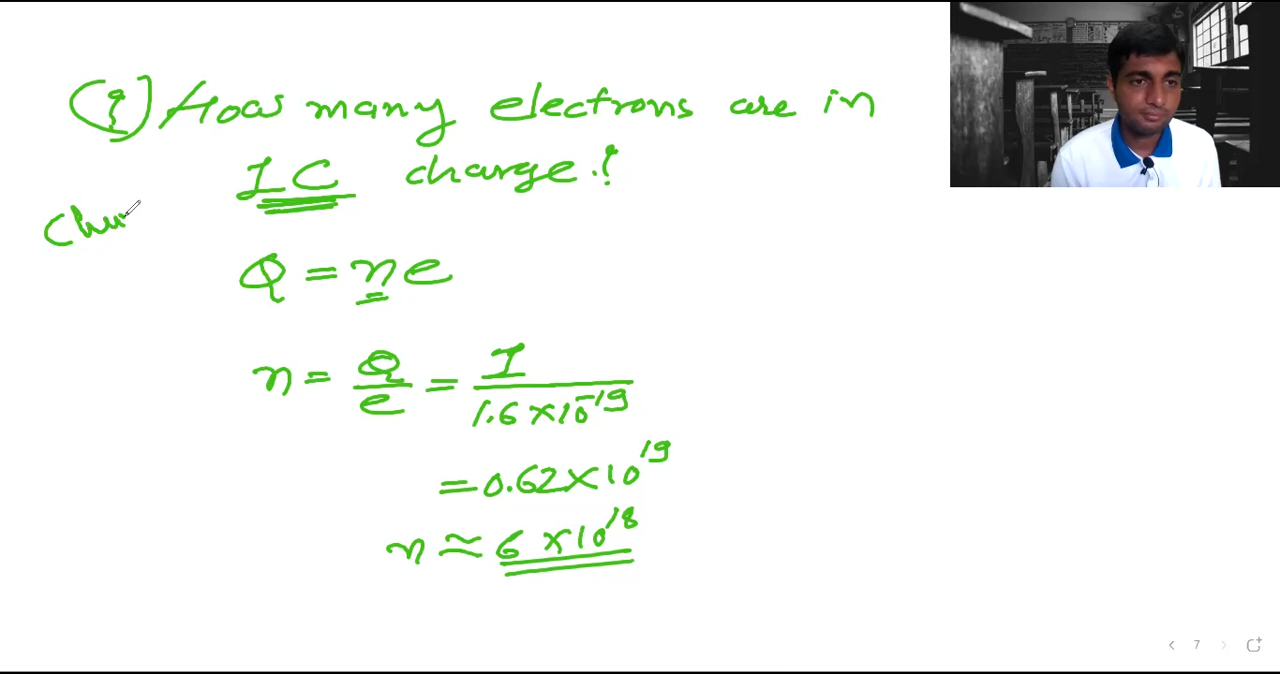 (Q) How many electrons are in
1C charge?
Q = ne
n = Q/e = 1/1.6×10⁻¹⁹
= 0.62×10¹⁹
n ≈ 6×10¹⁸
7